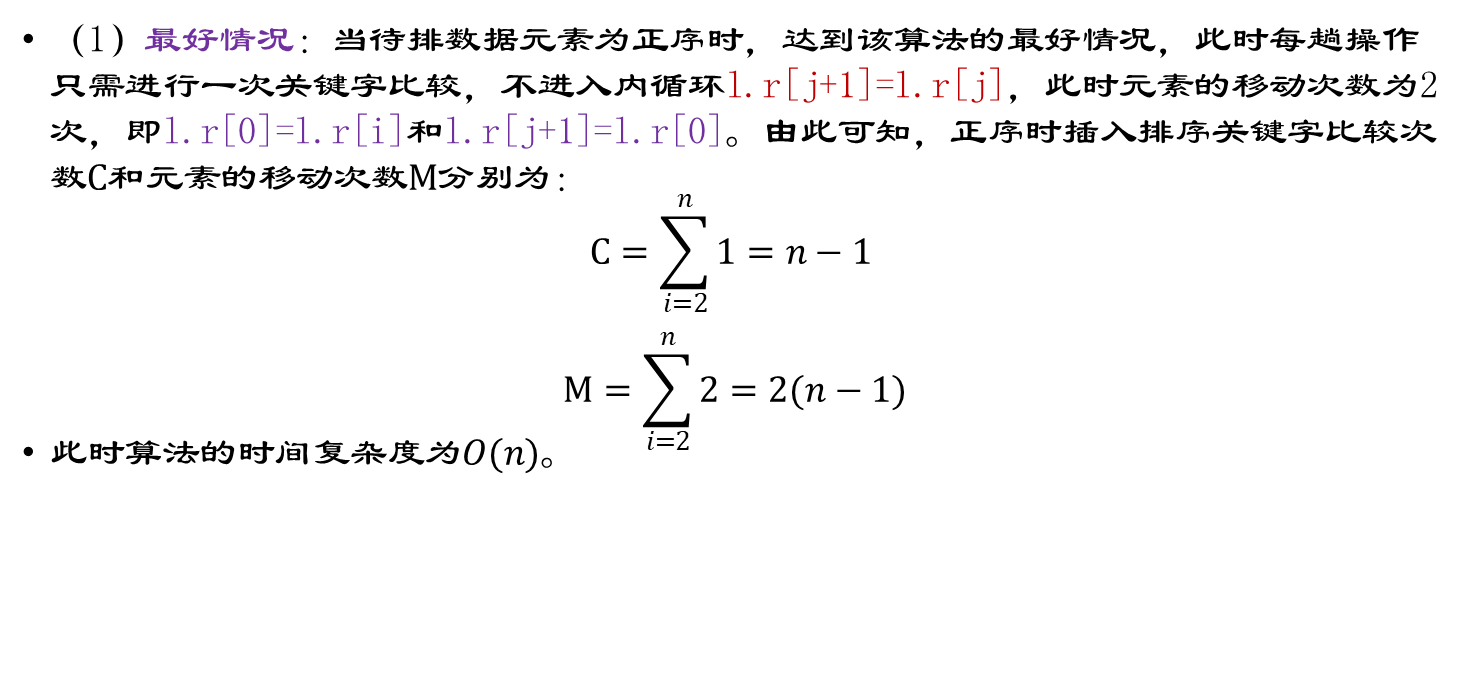 • （1）最好情况：当待排数据元素为正序时，达到该算法的最好情况，此时每趟操作
只需进行一次关键字比较，不进入内循环l.r[j+1]=l.r[j]，此时元素的移动次数为2
次，即l.r[0]=l.r[i]和l.r[j+1]=l.r[0]。由此可知，正序时插入排序关键字比较次
数C和元素的移动次数M分别为：
C = ∑_{i=2}^{n} 1 = n − 1
M = ∑_{i=2}^{n} 2 = 2(n − 1)
• 此时算法的时间复杂度为O(n)。